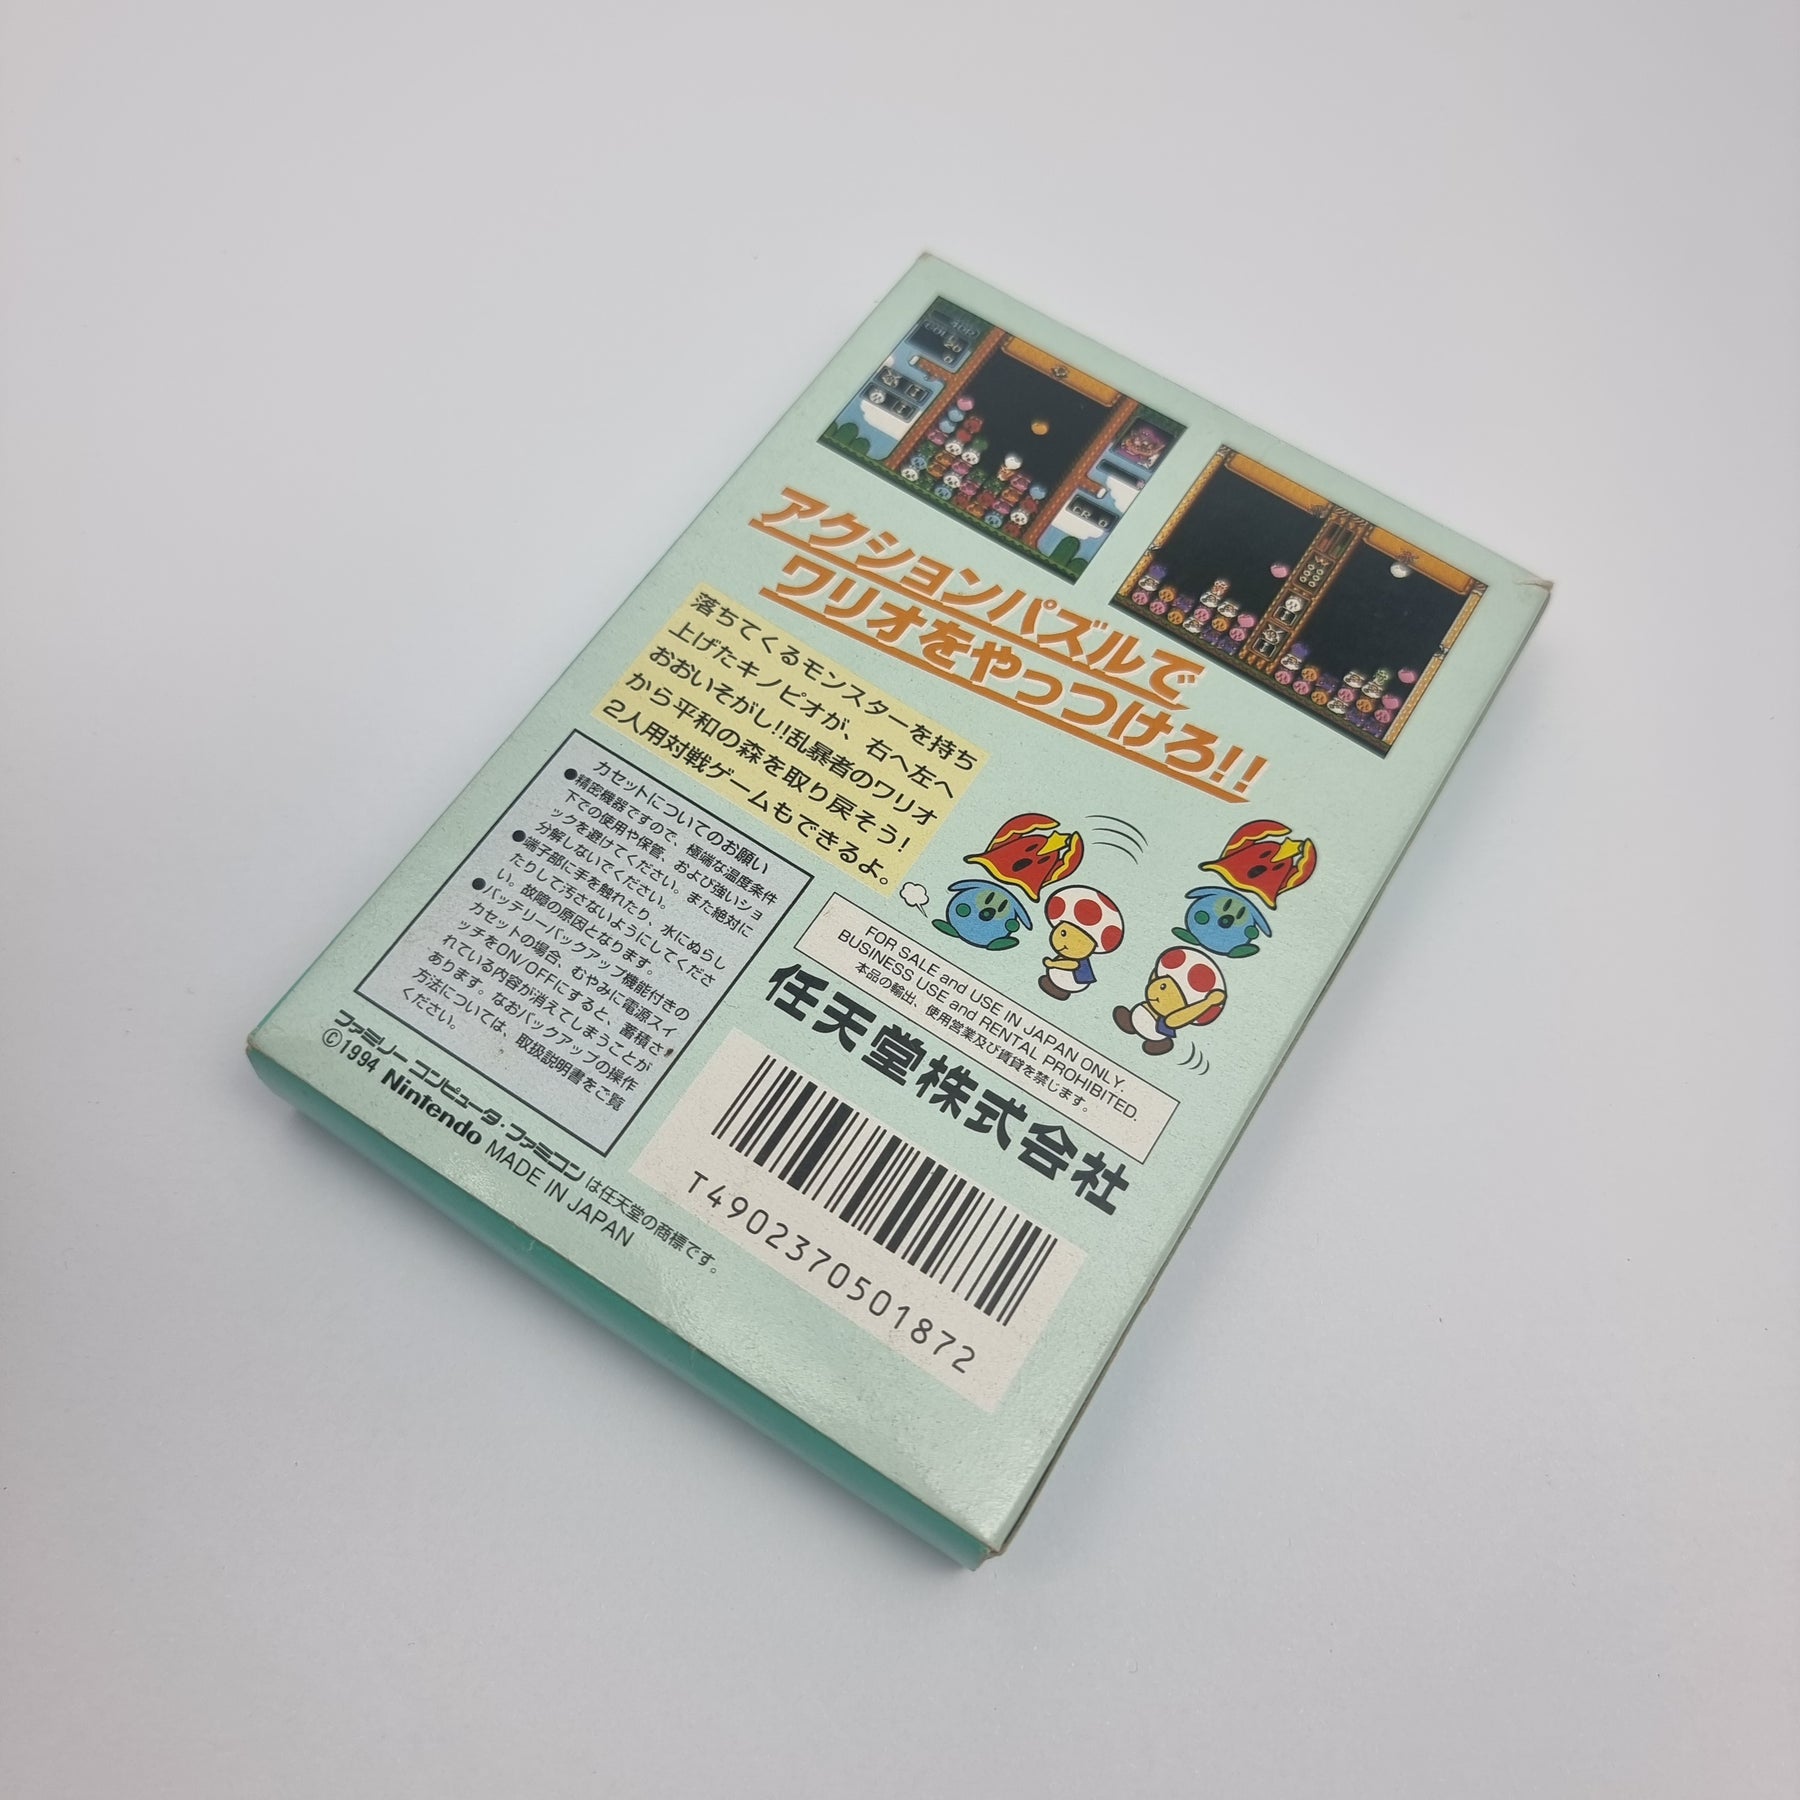 アクションパズルで
ワリオをやっつけろ!!
落ちてくるモンスターを持ち
上げたキノピオが、右へ左へ
おおいそがし!!乱暴者のワリオ
から平和の森を取り戻そう!
2人用対戦ゲームもできるよ。
カセットについてのお願い
●精密機器ですので、極端な温度条件
下での使用や保管、および強いショ
ックを避けてください。また絶対に
分解しないでください。
●端子部に手を触れたり、水にぬらし
たりして汚さないようにしてくださ
い。故障の原因となります。
●バッテリーバックアップ機能付きの
カセットの場合、むやみに電源スイ
ッチをON/OFFにすると、蓄積さ
れている内容が消えてしまうことが
あります。なおバックアップの操作
方法については、取扱説明書をご覧
ください。
FOR SALE and USE IN JAPAN ONLY.
BUSINESS USE and RENTAL PROHIBITED.
本品の輸出、使用営業及び賃貸を禁じます。
任天堂株式会社
T4902370501872
ファミリーコンピュータ・ファミコンは任天堂の商標です。
©1994 Nintendo MADE IN JAPAN